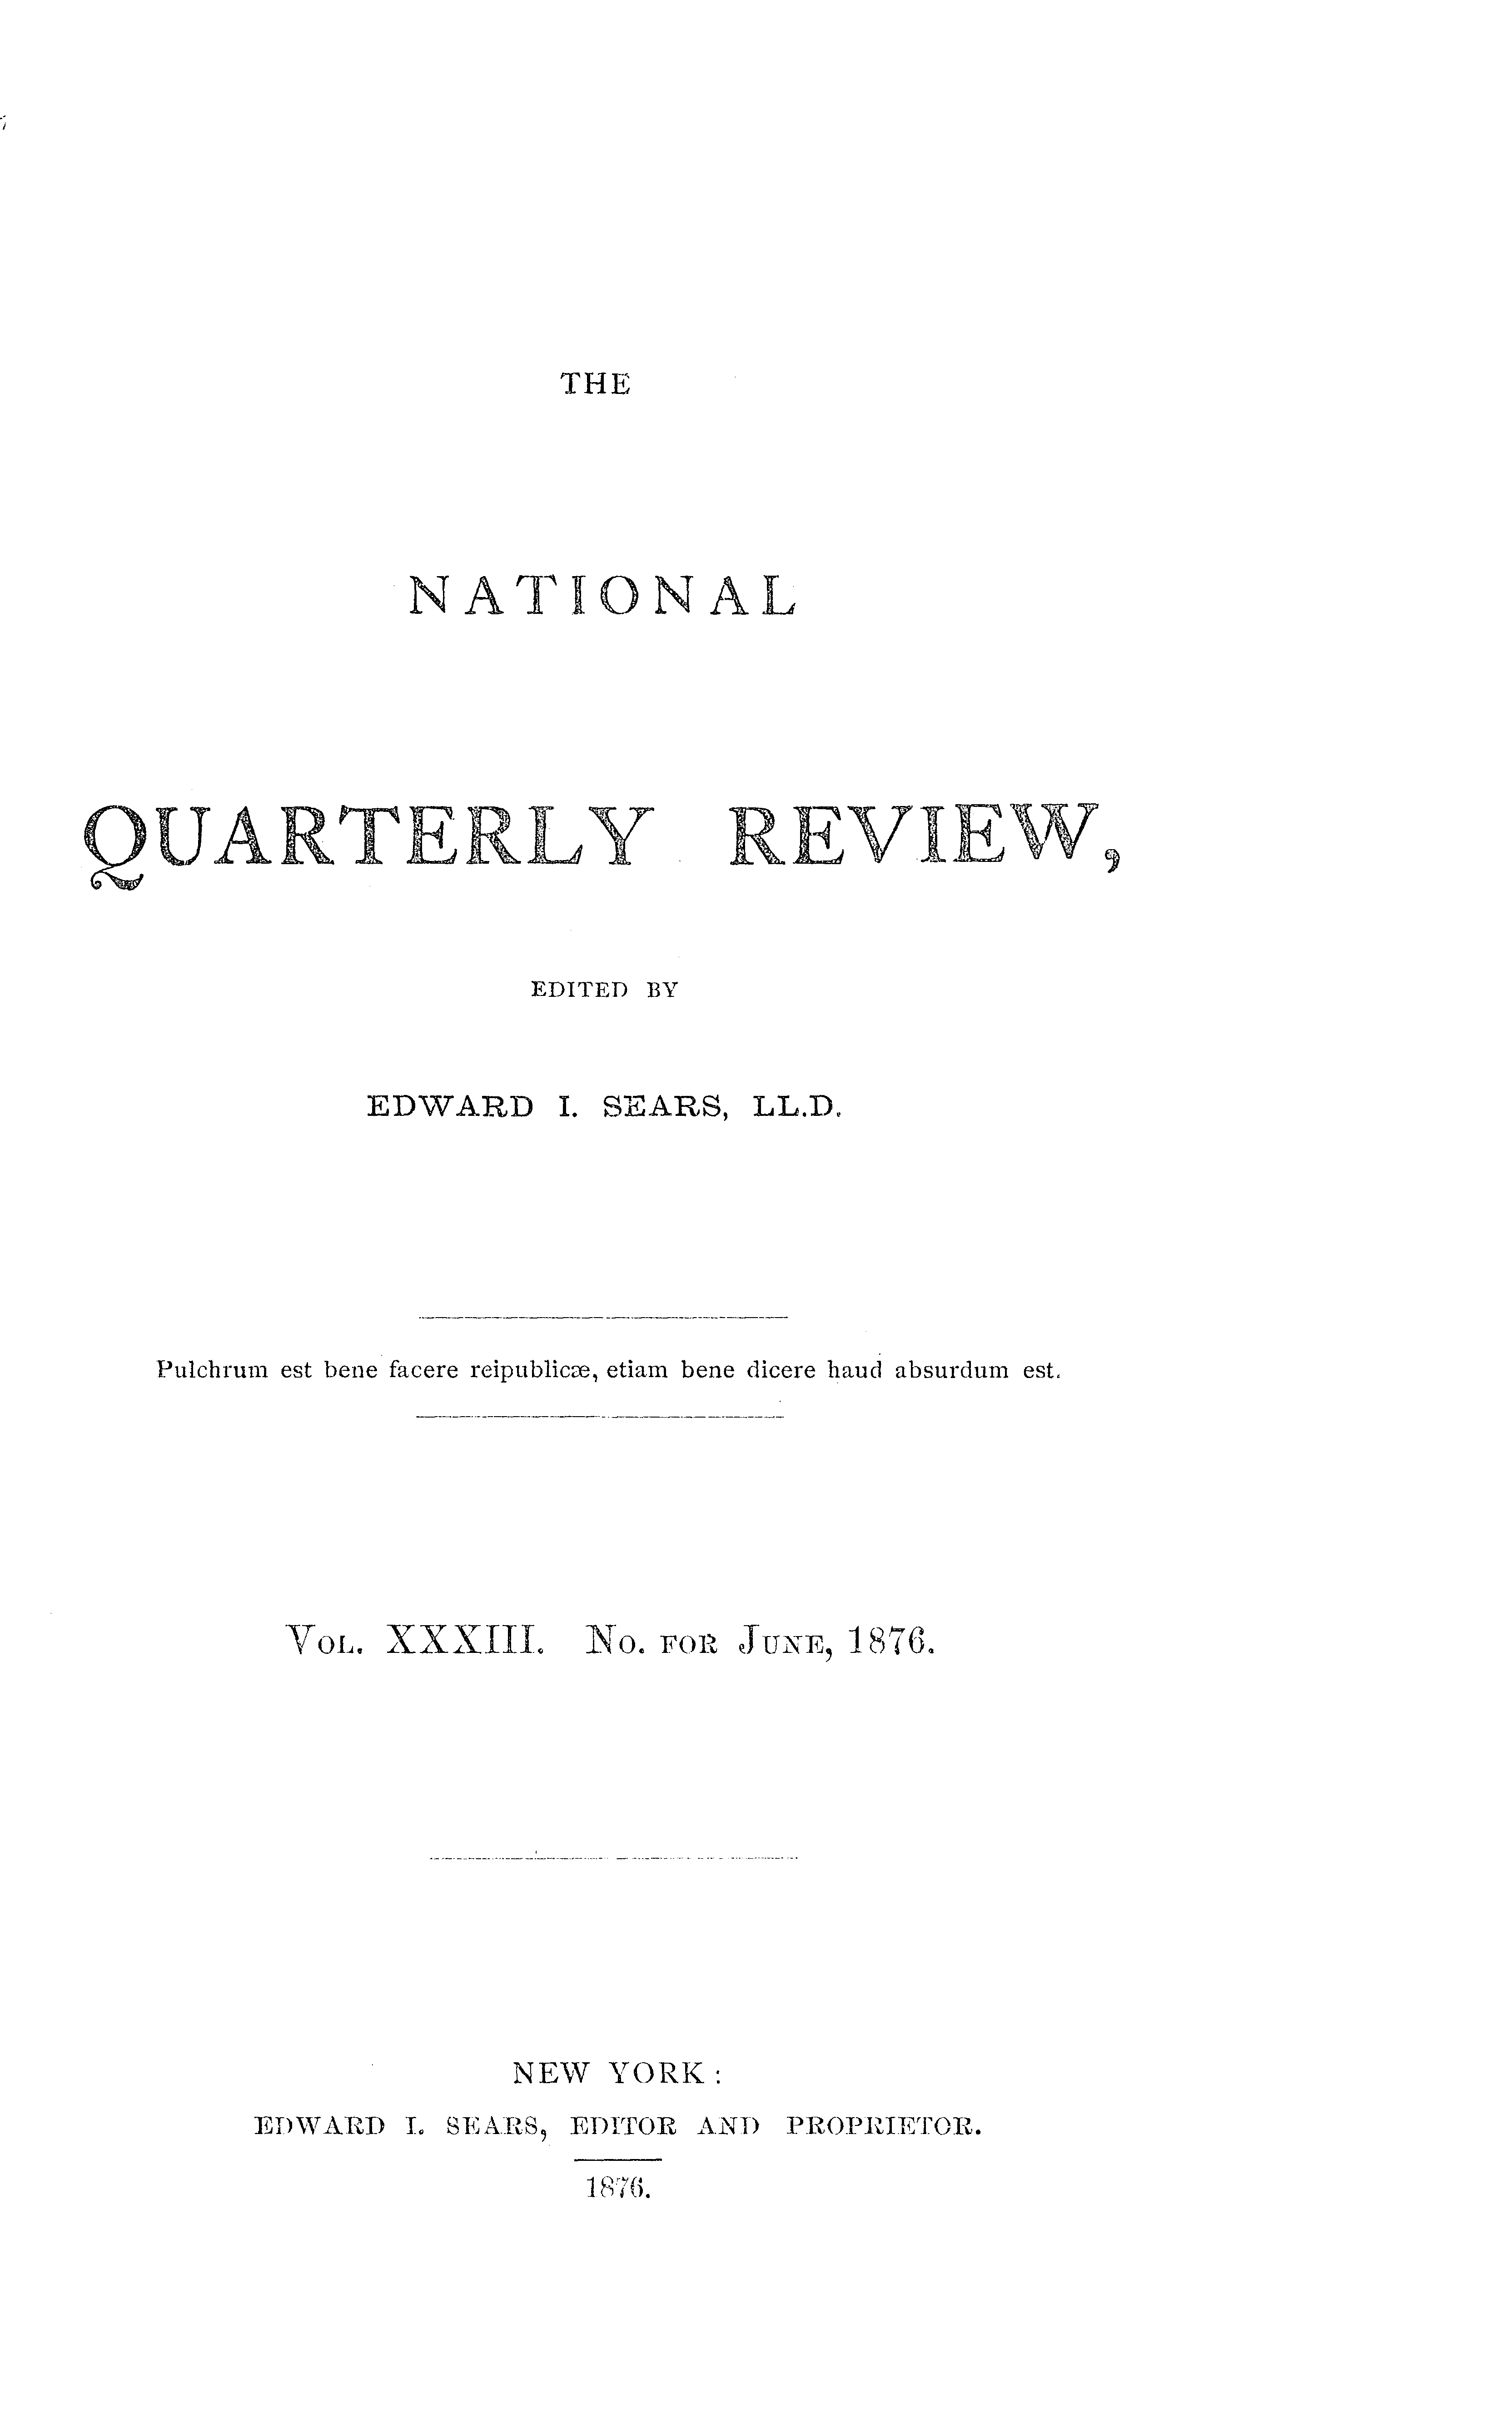 THE
NATIONAL
QUARTERLY REVIEW,
EDITED BY
EDWARD I. SEARS, LL.D.
Pulchrum est bene facere reipublicæ, etiam bene dicere haud absurdum est.
VOL. XXXIII. NO. FOR JUNE, 1876.
NEW YORK:
EDWARD I. SEARS, EDITOR AND PROPRIETOR.
1876.